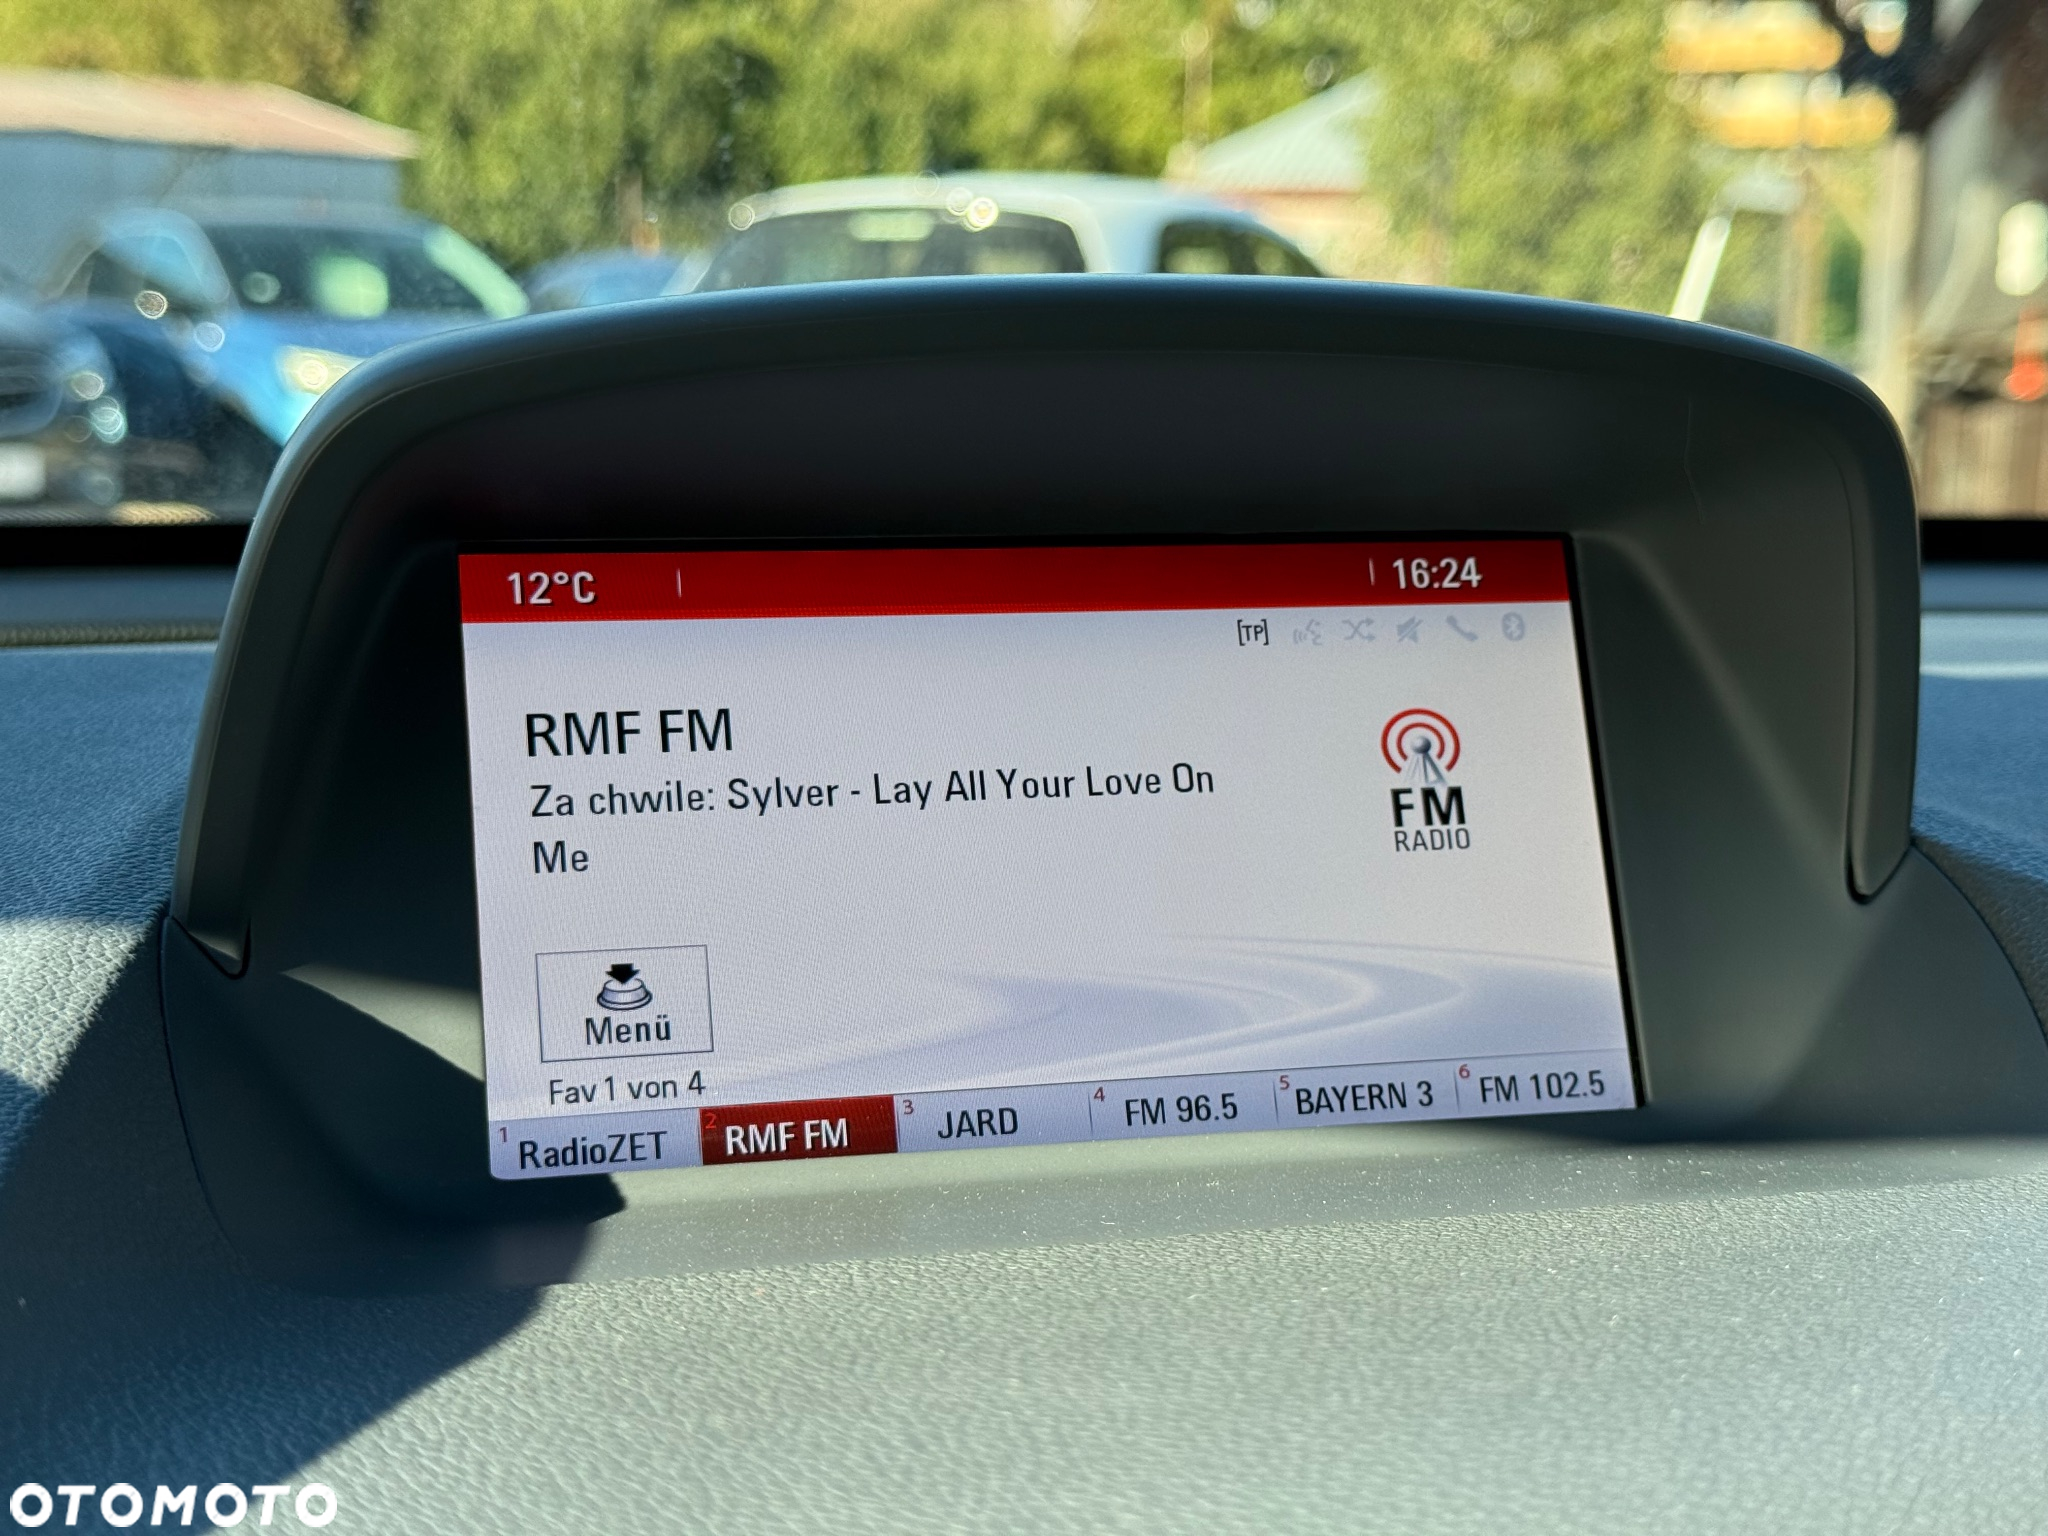 12°C
16:24
[TP]
RMF FM
Za chwile: Sylver - Lay All Your Love On
Me
FM
RADIO
Menü
Fav 1 von 4
1 RadioZET 2 RMF FM 3 JARD 4 FM 96.5 5 BAYERN 3 6 FM 102.5
OTOMOTO